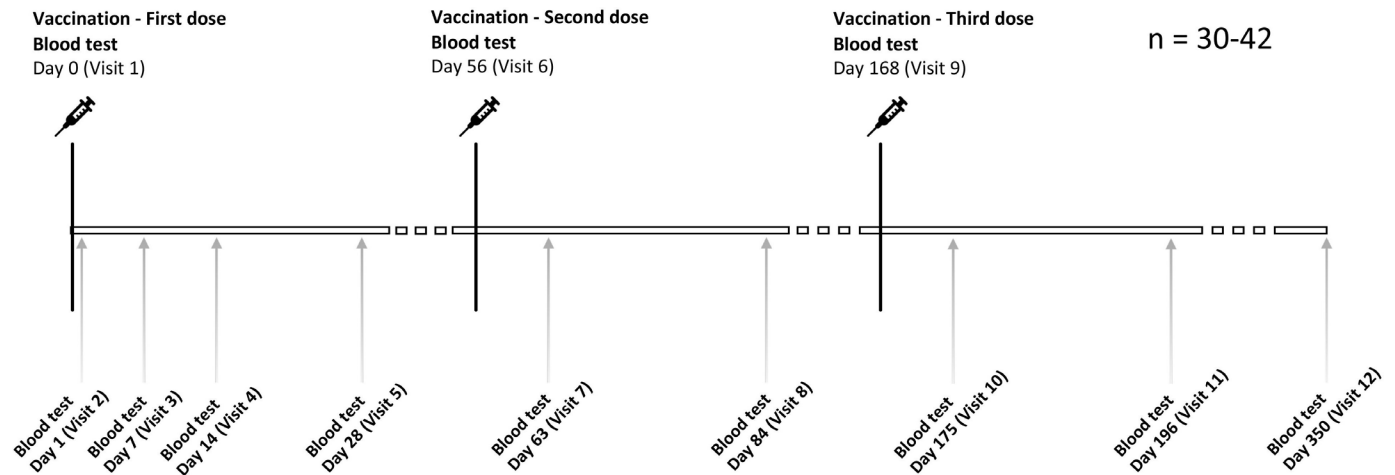 Vaccination - First dose
Blood test
Day 0 (Visit 1)
Vaccination - Second dose
Blood test
Day 56 (Visit 6)
Vaccination - Third dose
Blood test
Day 168 (Visit 9)
n = 30-42
Blood test
Day 1 (Visit 2)
Blood test
Day 7 (Visit 3)
Blood test
Day 14 (Visit 4)
Blood test
Day 28 (Visit 5)
Blood test
Day 63 (Visit 7)
Blood test
Day 84 (Visit 8)
Blood test
Day 175 (Visit 10)
Blood test
Day 196 (Visit 11)
Blood test
Day 350 (Visit 12)